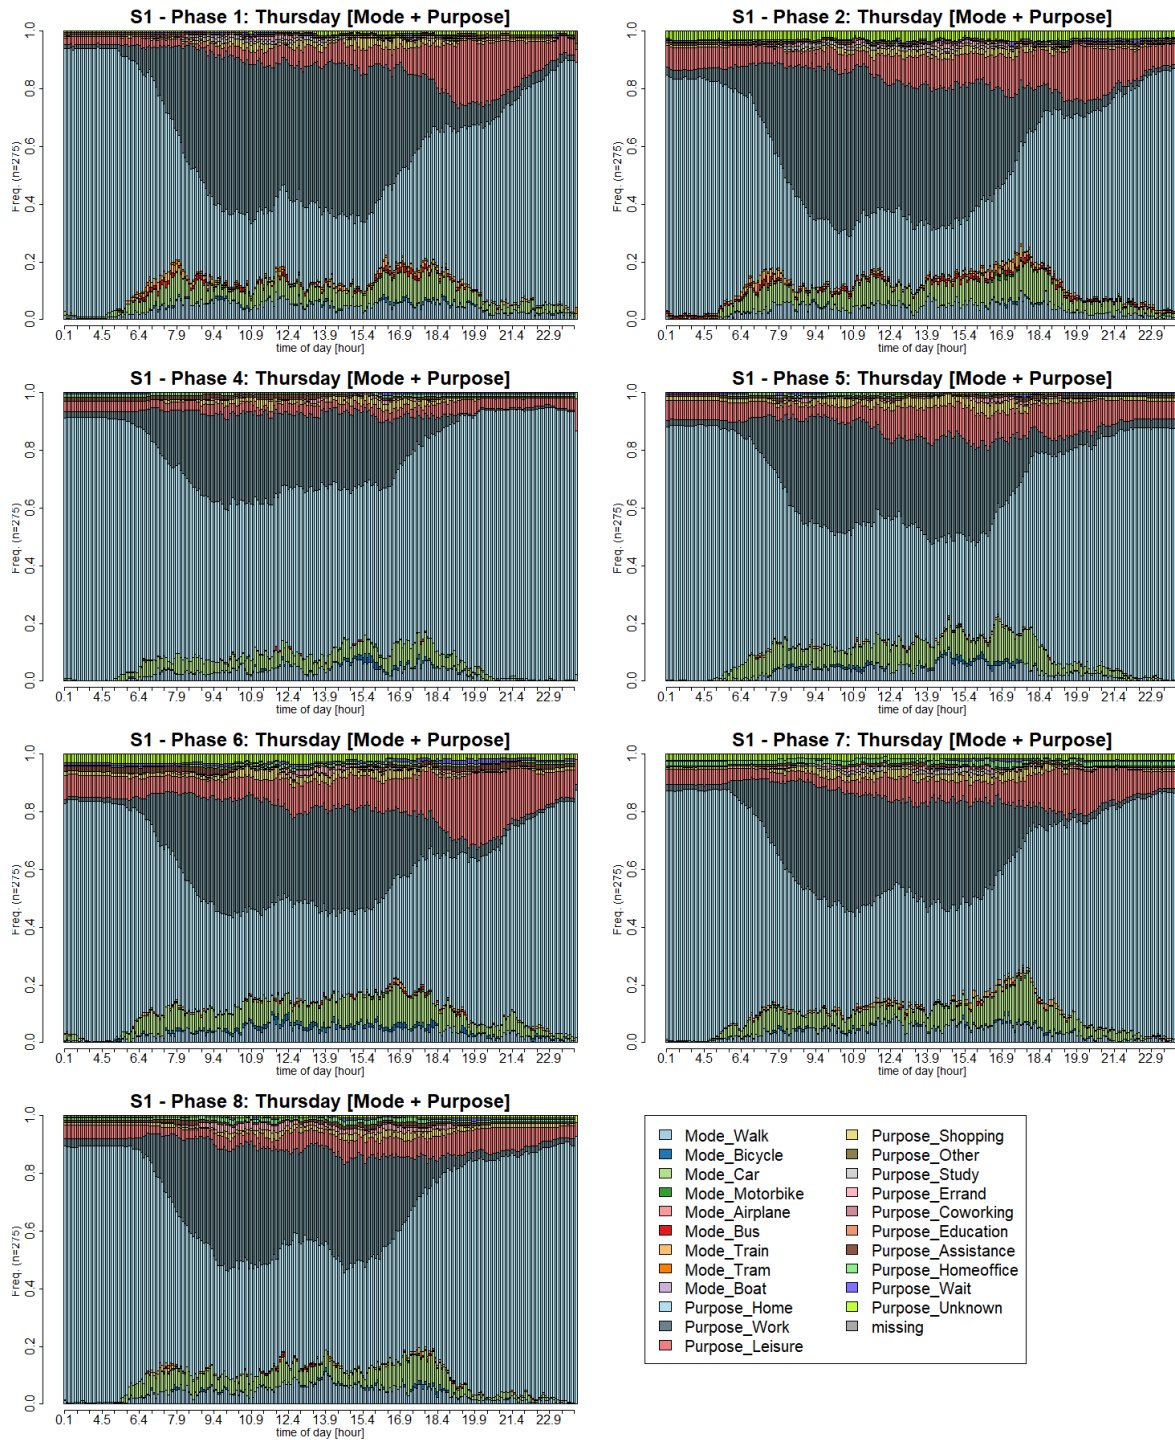 S1 - Phase 1: Thursday [Mode + Purpose]
Freq. (n=275)
0.0 0.2 0.4 0.6 0.8 1.0
0.1 4.5 6.4 7.9 9.4 10.9 12.4 13.9 15.4 16.9 18.4 19.9 21.4 22.9
time of day [hour]
S1 - Phase 2: Thursday [Mode + Purpose]
Freq. (n=275)
0.0 0.2 0.4 0.6 0.8 1.0
0.1 4.5 6.4 7.9 9.4 10.9 12.4 13.9 15.4 16.9 18.4 19.9 21.4 22.9
time of day [hour]
S1 - Phase 4: Thursday [Mode + Purpose]
Freq. (n=275)
0.0 0.2 0.4 0.6 0.8 1.0
0.1 4.5 6.4 7.9 9.4 10.9 12.4 13.9 15.4 16.9 18.4 19.9 21.4 22.9
time of day [hour]
S1 - Phase 5: Thursday [Mode + Purpose]
Freq. (n=275)
0.0 0.2 0.4 0.6 0.8 1.0
0.1 4.5 6.4 7.9 9.4 10.9 12.4 13.9 15.4 16.9 18.4 19.9 21.4 22.9
time of day [hour]
S1 - Phase 6: Thursday [Mode + Purpose]
Freq. (n=275)
0.0 0.2 0.4 0.6 0.8 1.0
0.1 4.5 6.4 7.9 9.4 10.9 12.4 13.9 15.4 16.9 18.4 19.9 21.4 22.9
time of day [hour]
S1 - Phase 7: Thursday [Mode + Purpose]
Freq. (n=275)
0.0 0.2 0.4 0.6 0.8 1.0
0.1 4.5 6.4 7.9 9.4 10.9 12.4 13.9 15.4 16.9 18.4 19.9 21.4 22.9
time of day [hour]
S1 - Phase 8: Thursday [Mode + Purpose]
Freq. (n=275)
0.0 0.2 0.4 0.6 0.8 1.0
0.1 4.5 6.4 7.9 9.4 10.9 12.4 13.9 15.4 16.9 18.4 19.9 21.4 22.9
time of day [hour]
Mode_Walk
Mode_Bicycle
Mode_Car
Mode_Motorbike
Mode_Airplane
Mode_Bus
Mode_Train
Mode_Tram
Mode_Boat
Purpose_Home
Purpose_Work
Purpose_Leisure
Purpose_Shopping
Purpose_Other
Purpose_Study
Purpose_Errand
Purpose_Coworking
Purpose_Education
Purpose_Assistance
Purpose_Homeoffice
Purpose_Wait
Purpose_Unknown
missing